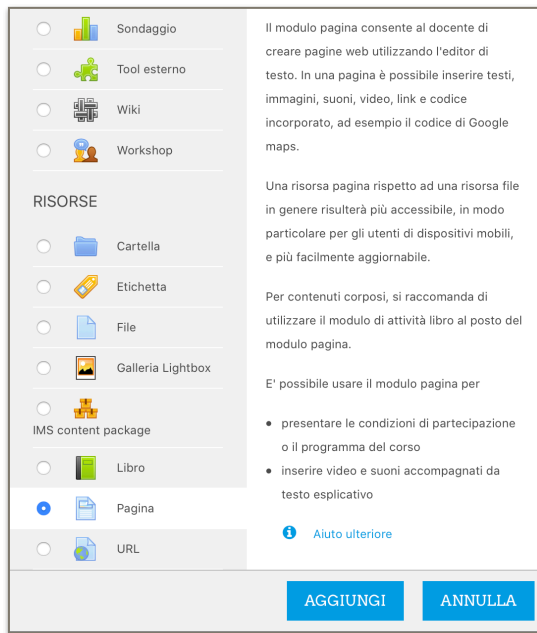 Sondaggio
Tool esterno
Wiki
Workshop
RISORSE
Cartella
Etichetta
File
Galleria Lightbox
IMS content package
Libro
Pagina
URL
Il modulo pagina consente al docente di
creare pagine web utilizzando l'editor di
testo. In una pagina è possibile inserire testi,
immagini, suoni, video, link e codice
incorporato, ad esempio il codice di Google
maps.
Una risorsa pagina rispetto ad una risorsa file
in genere risulterà più accessibile, in modo
particolare per gli utenti di dispositivi mobili,
e più facilmente aggiornabile.
Per contenuti corposi, si raccomanda di
utilizzare il modulo di attività libro al posto del
modulo pagina.
E' possibile usare il modulo pagina per
• presentare le condizioni di partecipazione
o il programma del corso
• inserire video e suoni accompagnati da
testo esplicativo
Aiuto ulteriore
AGGIUNGI
ANNULLA